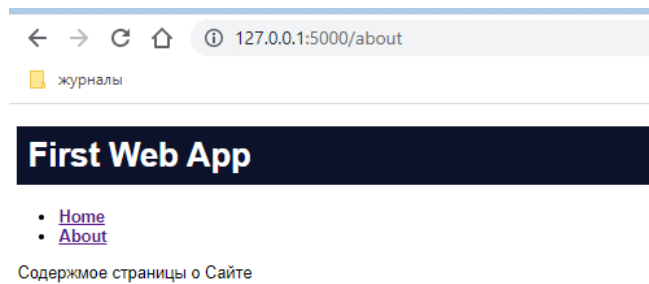 127.0.0.1:5000/about
журналы
First Web App
Home
About
Содержмое страницы о Сайте